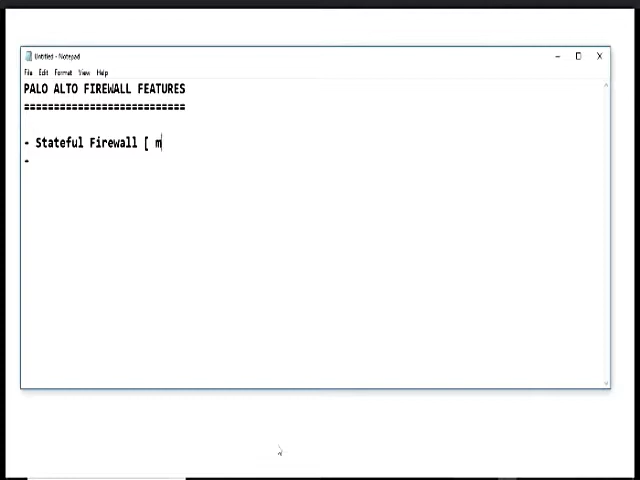 Untitled - Notepad
File Edit Format View Help
PALO ALTO FIREWALL FEATURES
===========================
- Stateful Firewall [ m
-